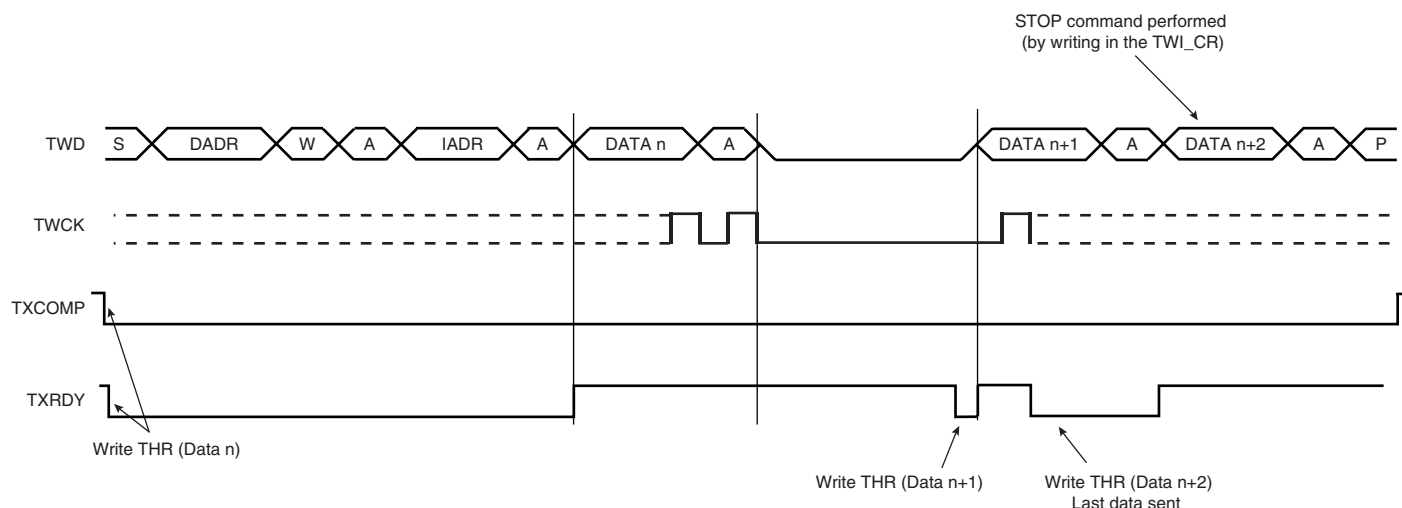 STOP command performed
(by writing in the TWI_CR)
TWD S DADR W A IADR A DATA n A DATA n+1 A DATA n+2 A P
TWCK
TXCOMP
TXRDY
Write THR (Data n)
Write THR (Data n+1)
Write THR (Data n+2)
Last data sent